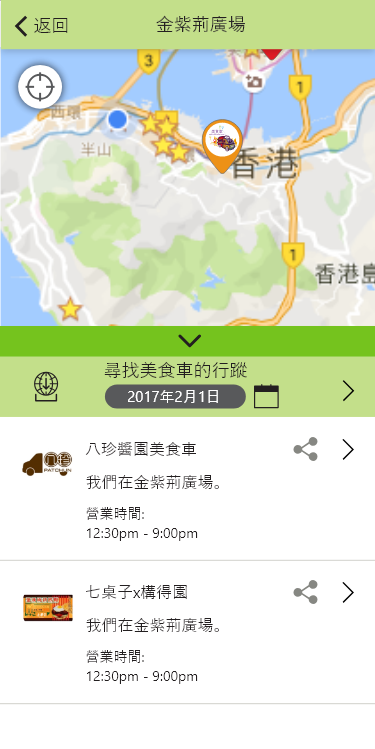 返回
金紫荊廣場
3
1
西環
半山
香港
1
香港島
尋找美食車的行蹤
2017年2月1日
八珍醬園美食車
我們在金紫荊廣場。
營業時間:
12:30pm - 9:00pm
七桌子x構得園
我們在金紫荊廣場。
營業時間:
12:30pm - 9:00pm
八珍
PATCHUN